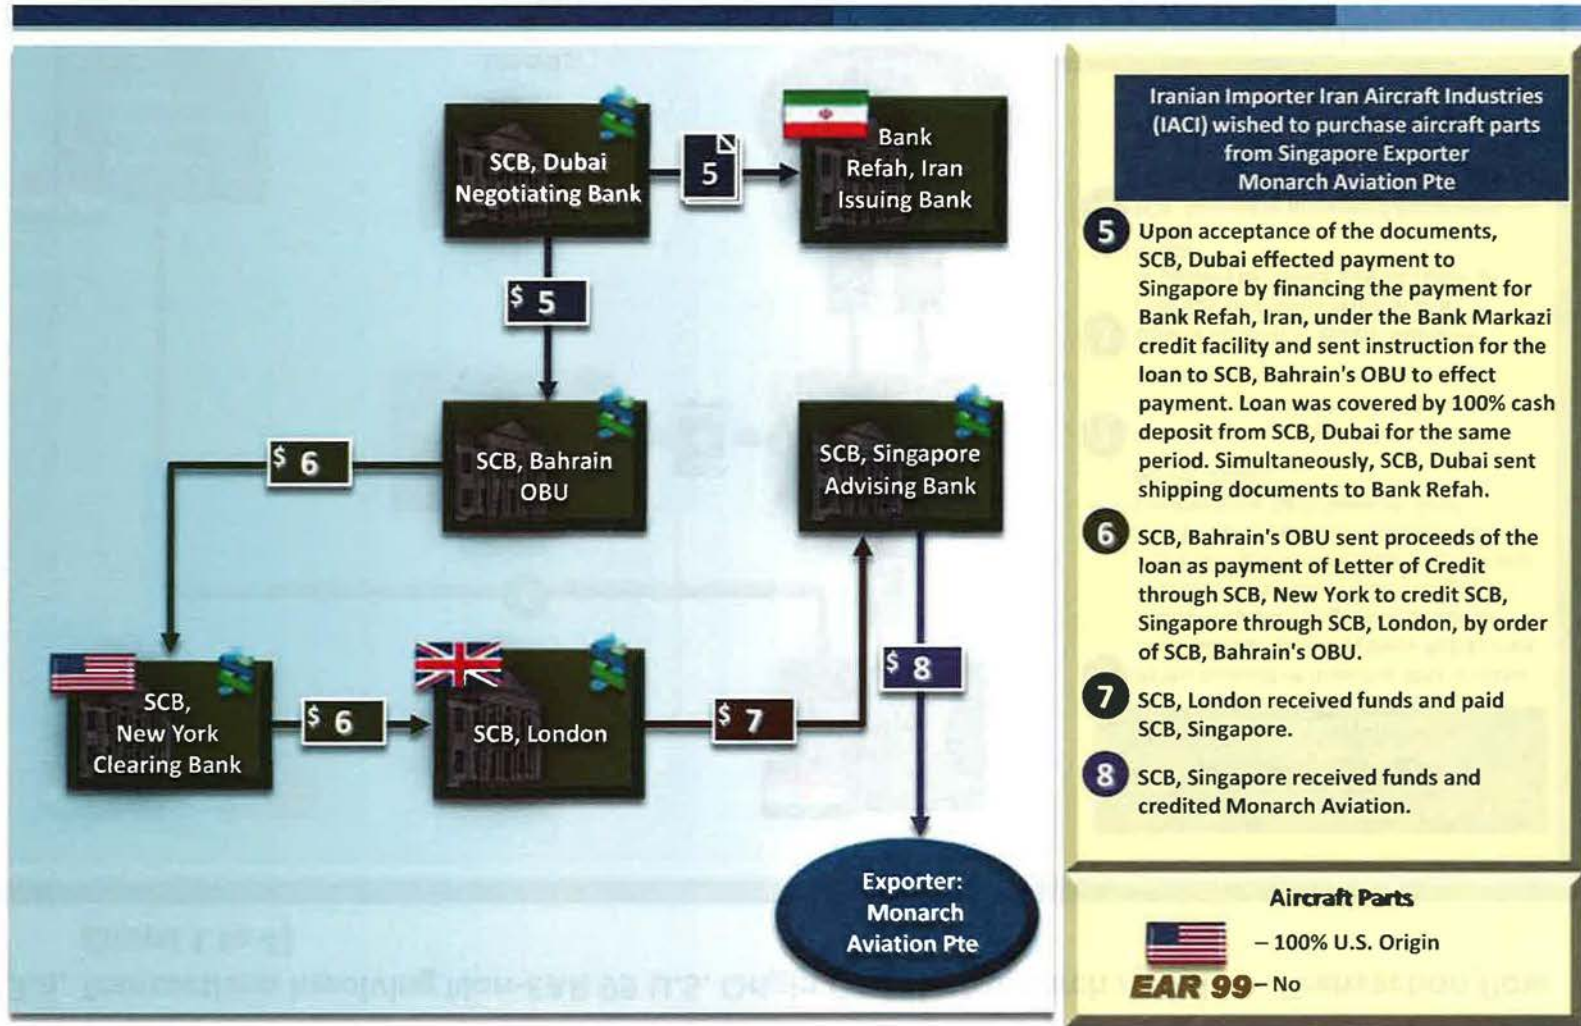 SCB, Dubai
Negotiating Bank
5
Bank
Refah, Iran
Issuing Bank
$ 5
SCB, Bahrain
OBU
$ 6
SCB, Singapore
Advising Bank
SCB,
New York
Clearing Bank
$ 6
SCB, London
$ 7
$ 8
Exporter:
Monarch
Aviation Pte
Iranian Importer Iran Aircraft Industries
(IACI) wished to purchase aircraft parts
from Singapore Exporter
Monarch Aviation Pte
5 Upon acceptance of the documents,
SCB, Dubai effected payment to
Singapore by financing the payment for
Bank Refah, Iran, under the Bank Markazi
credit facility and sent instruction for the
loan to SCB, Bahrain's OBU to effect
payment. Loan was covered by 100% cash
deposit from SCB, Dubai for the same
period. Simultaneously, SCB, Dubai sent
shipping documents to Bank Refah.
6 SCB, Bahrain's OBU sent proceeds of the
loan as payment of Letter of Credit
through SCB, New York to credit SCB,
Singapore through SCB, London, by order
of SCB, Bahrain's OBU.
7 SCB, London received funds and paid
SCB, Singapore.
8 SCB, Singapore received funds and
credited Monarch Aviation.
Aircraft Parts
– 100% U.S. Origin
EAR 99 – No